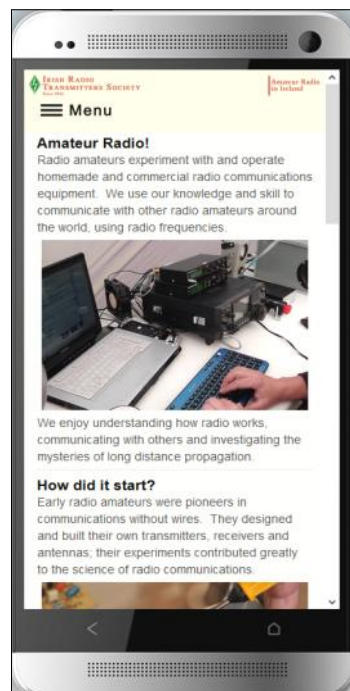 Irish Radio
Transmitters Society
Since 1932
Amateur Radio
in Ireland
Menu
Amateur Radio!
Radio amateurs experiment with and operate
homemade and commercial radio communications
equipment.  We use our knowledge and skill to
communicate with other radio amateurs around
the world, using radio frequencies.
We enjoy understanding how radio works,
communicating with others and investigating the
mysteries of long distance propagation.
How did it start?
Early radio amateurs were pioneers in
communications without wires.  They designed
and built their own transmitters, receivers and
antennas; their experiments contributed greatly
to the science of radio communications.